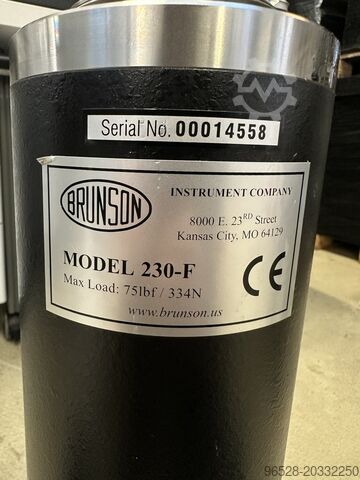 Serial No. 00014558
BRUNSON
INSTRUMENT COMPANY
8000 E. 23RD Street
Kansas City, MO 64129
MODEL 230-F
Max Load: 75lbf / 334N
CE
www.brunson.us
96528-20332250